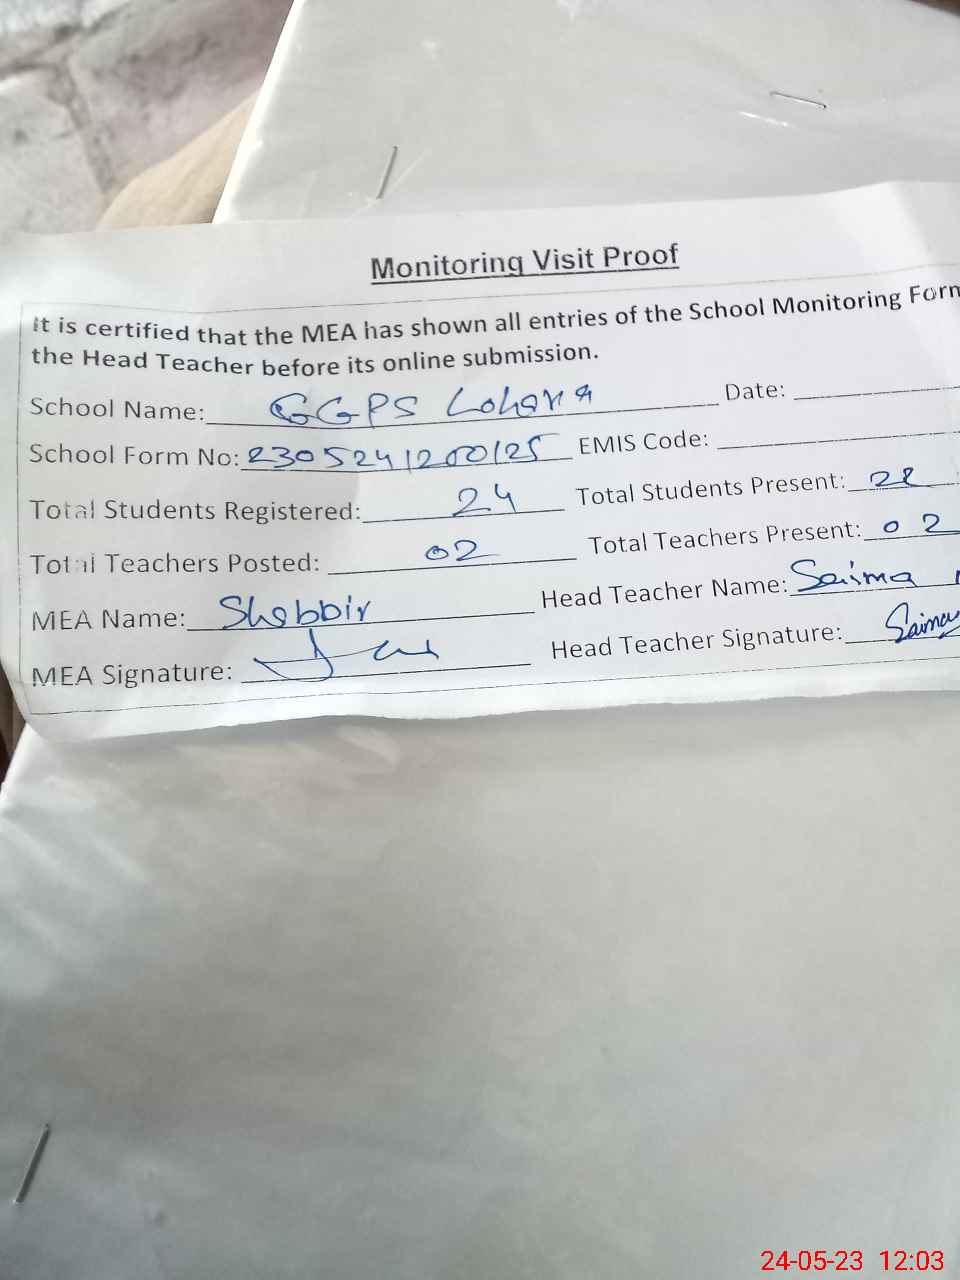 Monitoring Visit Proof
It is certified that the MEA has shown all entries of the School Monitoring Form
the Head Teacher before its online submission.
School Name: GGPS Lohara Date:
School Form No: 2305241200125 EMIS Code:
Total Students Registered: 24 Total Students Present: 22
Total Teachers Posted: 02 Total Teachers Present: 02
MEA Name: Shabbir Head Teacher Name: Saima
MEA Signature: Head Teacher Signature: Saima
24-05-23 12:03